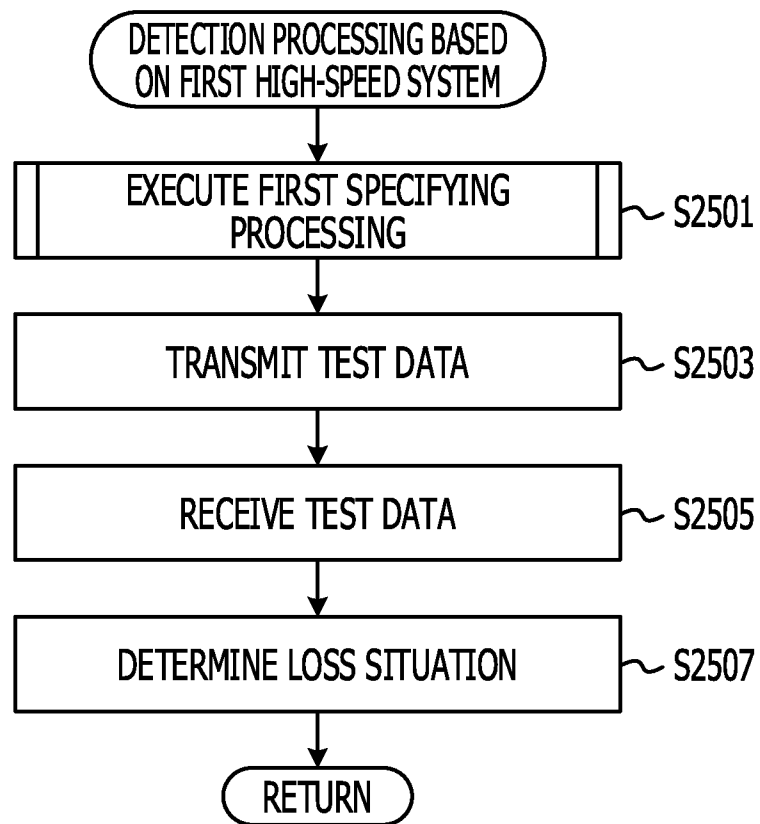 DETECTION PROCESSING BASED
ON FIRST HIGH-SPEED SYSTEM
EXECUTE FIRST SPECIFYING
PROCESSING
S2501
TRANSMIT TEST DATA
S2503
RECEIVE TEST DATA
S2505
DETERMINE LOSS SITUATION
S2507
RETURN